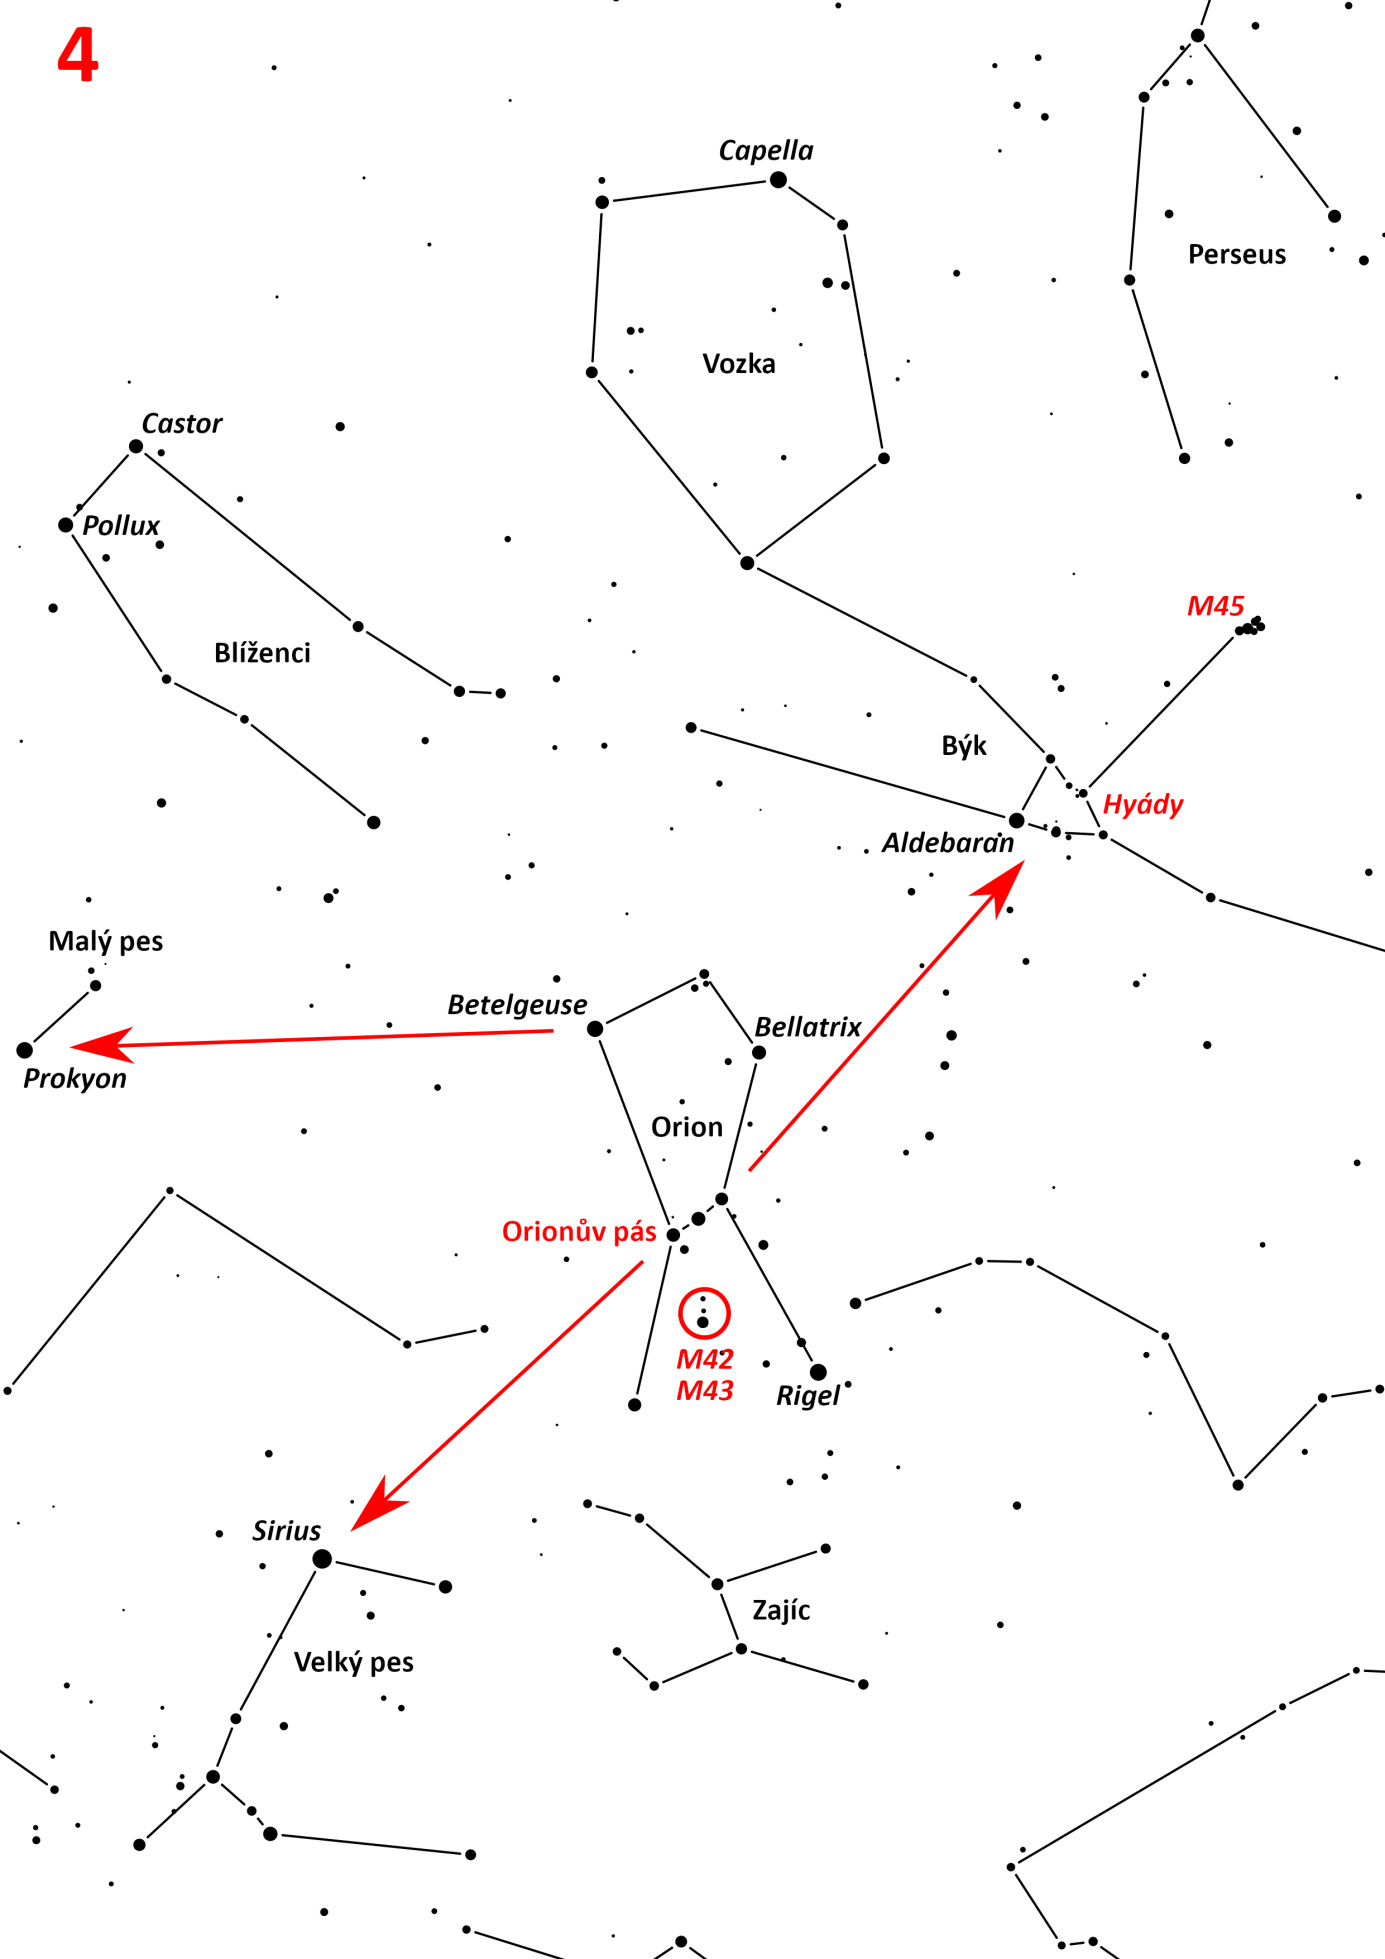 4
Capella
Perseus
Vozka
Castor
Pollux
M45
Blíženci
Býk
Hyády
Aldebaran
Malý pes
Betelgeuse
Bellatrix
Prokyon
Orion
Orionův pás
M42
M43
Rigel
Sirius
Zajíc
Velký pes